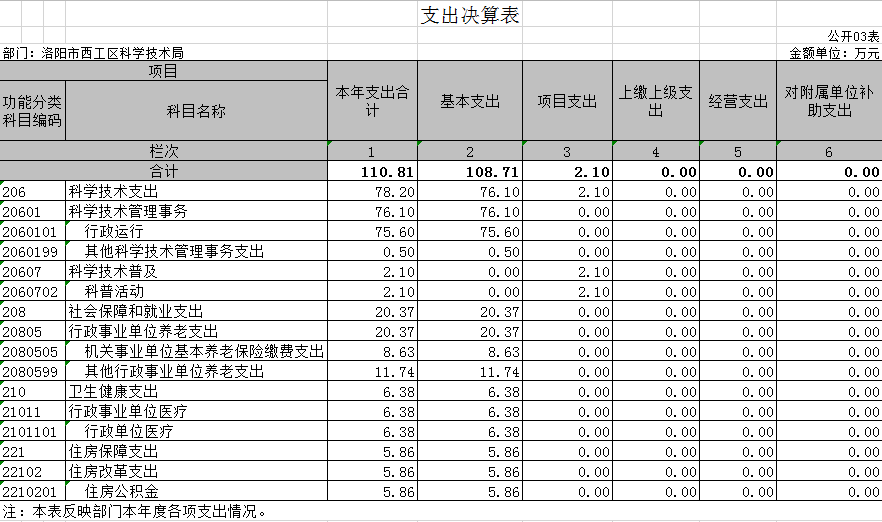 支出决算表
公开03表
部门：洛阳市西工区科学技术局 金额单位：万元
项目 本年支出合计 基本支出 项目支出 上缴上级支出 经营支出 对附属单位补助支出
功能分类科目编码 科目名称
栏次 1 2 3 4 5 6
合计 110.81 108.71 2.10 0.00 0.00 0.00
206 科学技术支出 78.20 76.10 2.10 0.00 0.00 0.00
20601 科学技术管理事务 76.10 76.10 0.00 0.00 0.00 0.00
2060101 行政运行 75.60 75.60 0.00 0.00 0.00 0.00
2060199 其他科学技术管理事务支出 0.50 0.50 0.00 0.00 0.00 0.00
20607 科学技术普及 2.10 0.00 2.10 0.00 0.00 0.00
2060702 科普活动 2.10 0.00 2.10 0.00 0.00 0.00
208 社会保障和就业支出 20.37 20.37 0.00 0.00 0.00 0.00
20805 行政事业单位养老支出 20.37 20.37 0.00 0.00 0.00 0.00
2080505 机关事业单位基本养老保险缴费支出 8.63 8.63 0.00 0.00 0.00 0.00
2080599 其他行政事业单位养老支出 11.74 11.74 0.00 0.00 0.00 0.00
210 卫生健康支出 6.38 6.38 0.00 0.00 0.00 0.00
21011 行政事业单位医疗 6.38 6.38 0.00 0.00 0.00 0.00
2101101 行政单位医疗 6.38 6.38 0.00 0.00 0.00 0.00
221 住房保障支出 5.86 5.86 0.00 0.00 0.00 0.00
22102 住房改革支出 5.86 5.86 0.00 0.00 0.00 0.00
2210201 住房公积金 5.86 5.86 0.00 0.00 0.00 0.00
注：本表反映部门本年度各项支出情况。